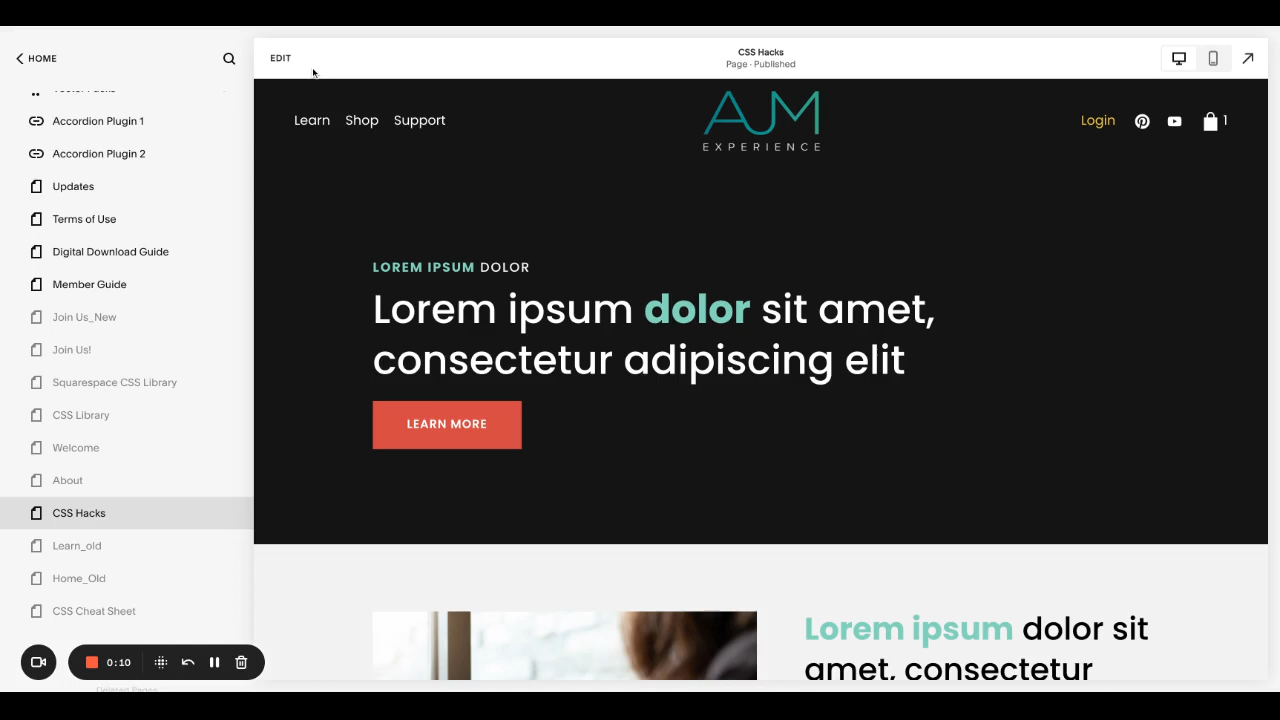 HOME
EDIT
CSS Hacks
Page · Published
Accordion Plugin 1
Accordion Plugin 2
Updates
Terms of Use
Digital Download Guide
Member Guide
Join Us_New
Join Us!
Squarespace CSS Library
CSS Library
Welcome
About
CSS Hacks
Learn_old
Home_Old
CSS Cheat Sheet
0:10
Deleted Pages
Learn Shop Support
AJM
EXPERIENCE
Login
1
LOREM IPSUM DOLOR
Lorem ipsum dolor sit amet,
consectetur adipiscing elit
LEARN MORE
Lorem ipsum dolor sit
amet, consectetur